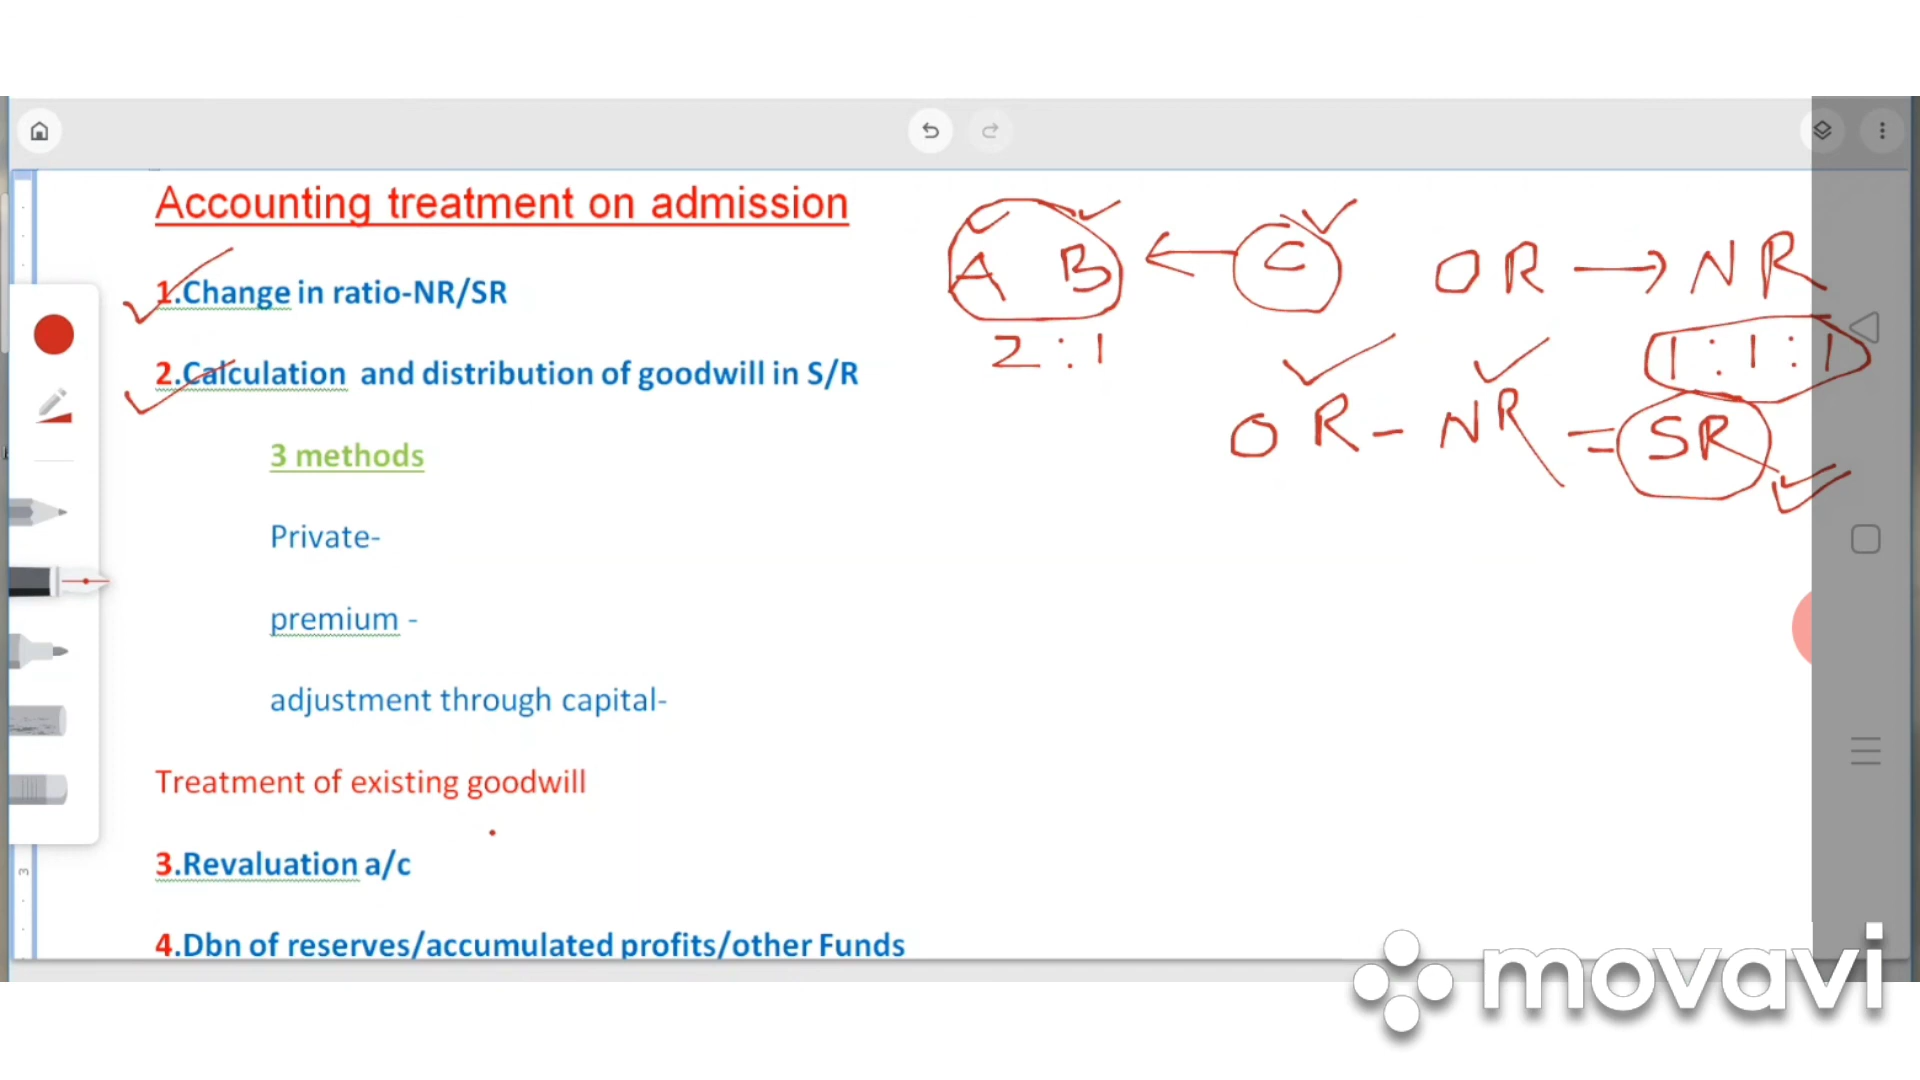 Accounting treatment on admission
1.Change in ratio-NR/SR
2.Calculation and distribution of goodwill in S/R
3 methods
Private-
premium -
adjustment through capital-
Treatment of existing goodwill
3.Revaluation a/c
4.Dbn of reserves/accumulated profits/other Funds
A B ← C
2 : 1
OR → NR
1 : 1 : 1
OR - NR = SR
3
movavi